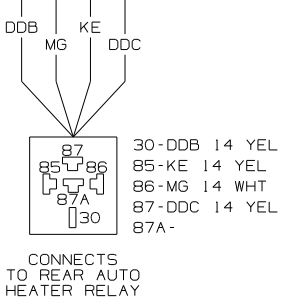 DDB
KE
MG
DDC
87
85
86
87A
30
30-DDB 14 YEL
85-KE 14 YEL
86-MG 14 WHT
87-DDC 14 YEL
87A-
CONNECTS
TO REAR AUTO
HEATER RELAY